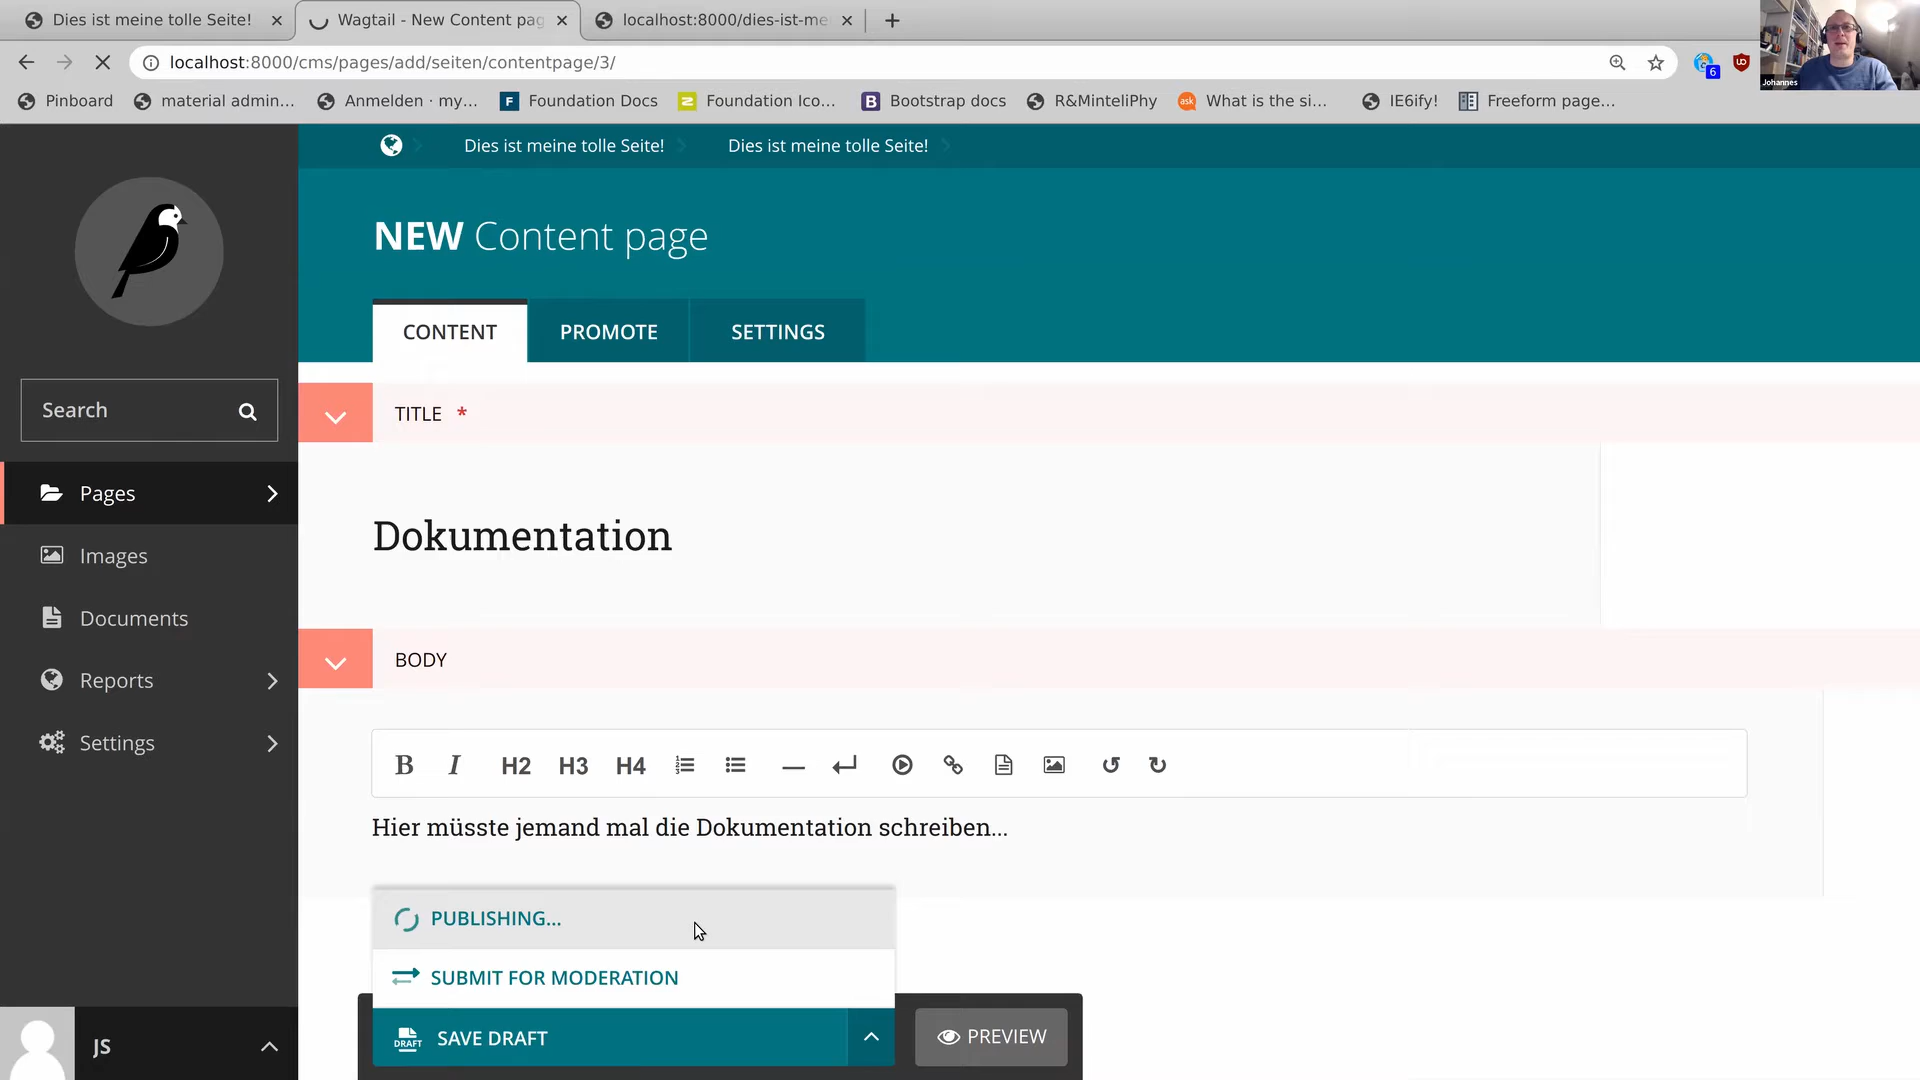 Dies ist meine tolle Seite!
Wagtail - New Content pag
localhost:8000/dies-ist-me
localhost:8000/cms/pages/add/seiten/contentpage/3/
6
Johannes
Pinboard
material admin...
Anmelden · my...
F
Foundation Docs
Z
Foundation Ico...
B
Bootstrap docs
R&MinteliPhy
ask
What is the si...
IE6ify!
Freeform page...
Dies ist meine tolle Seite!
Dies ist meine tolle Seite!
NEW Content page
CONTENT
PROMOTE
SETTINGS
Search
TITLE *
Pages
Dokumentation
Images
Documents
BODY
Reports
Settings
B I H2 H3 H4
Hier müsste jemand mal die Dokumentation schreiben...
PUBLISHING...
SUBMIT FOR MODERATION
DRAFT
SAVE DRAFT
PREVIEW
JS